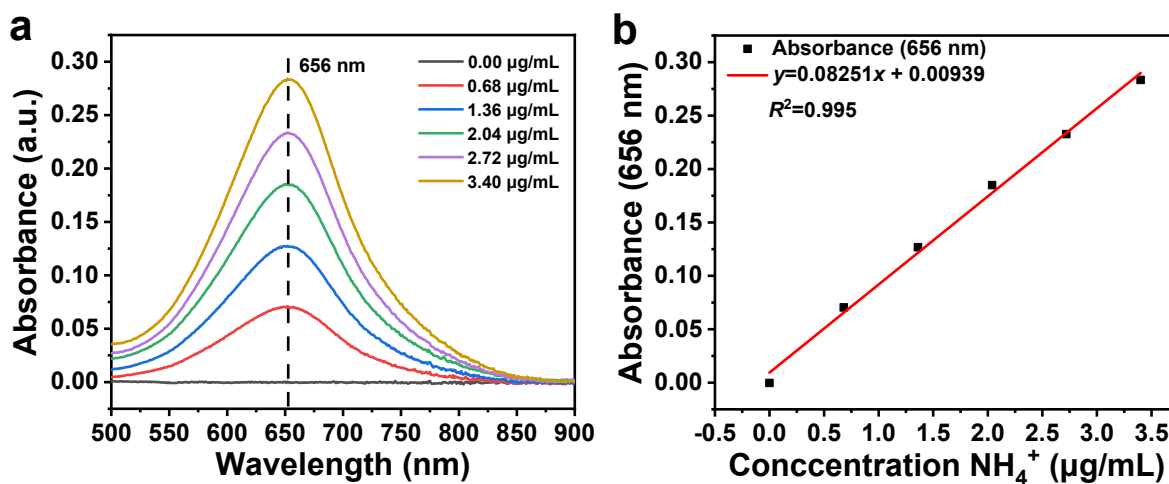 a
Absorbance (a.u.)
0.30
0.25
0.20
0.15
0.10
0.05
0.00
656 nm
0.00 µg/mL
0.68 µg/mL
1.36 µg/mL
2.04 µg/mL
2.72 µg/mL
3.40 µg/mL
500 550 600 650 700 750 800 850 900
Wavelength (nm)
b
Absorbance (656 nm)
0.30
0.25
0.20
0.15
0.10
0.05
0.00
Absorbance (656 nm)
y=0.08251x + 0.00939
R²=0.995
-0.5 0.0 0.5 1.0 1.5 2.0 2.5 3.0 3.5
Conccentration NH₄⁺ (µg/mL)